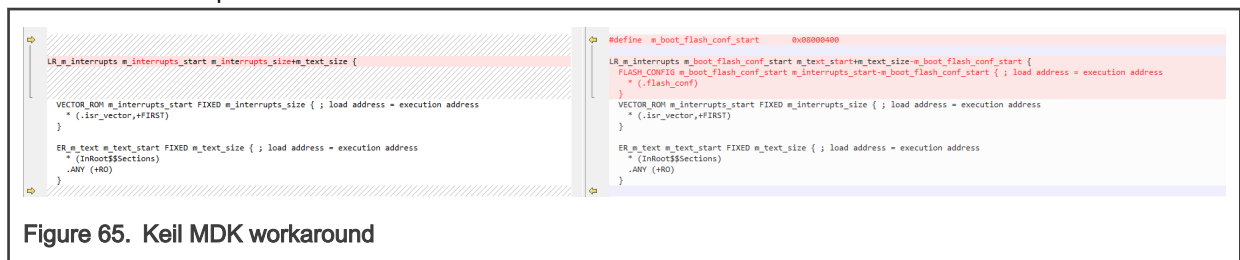 LR_m_interrupts m_interrupts_start m_interrupts_size+m_text_size {
VECTOR_ROM m_interrupts_start FIXED m_interrupts_size { ; load address = execution address
* (.isr_vector,+FIRST)
}
ER_m_text m_text_start FIXED m_text_size { ; load address = execution address
* (InRoot$$Sections)
.ANY (+RO)
}
#define m_boot_flash_conf_start 0x08000400
LR_m_interrupts m_boot_flash_conf_start m_text_start+m_text_size-m_boot_flash_conf_start {
FLASH_CONFIG m_boot_flash_conf_start m_interrupts_start-m_boot_flash_conf_start { ; load address = execution address
* (.flash_conf)
}
VECTOR_ROM m_interrupts_start FIXED m_interrupts_size { ; load address = execution address
* (.isr_vector,+FIRST)
}
ER_m_text m_text_start FIXED m_text_size { ; load address = execution address
* (InRoot$$Sections)
.ANY (+RO)
}
Figure 65. Keil MDK workaround